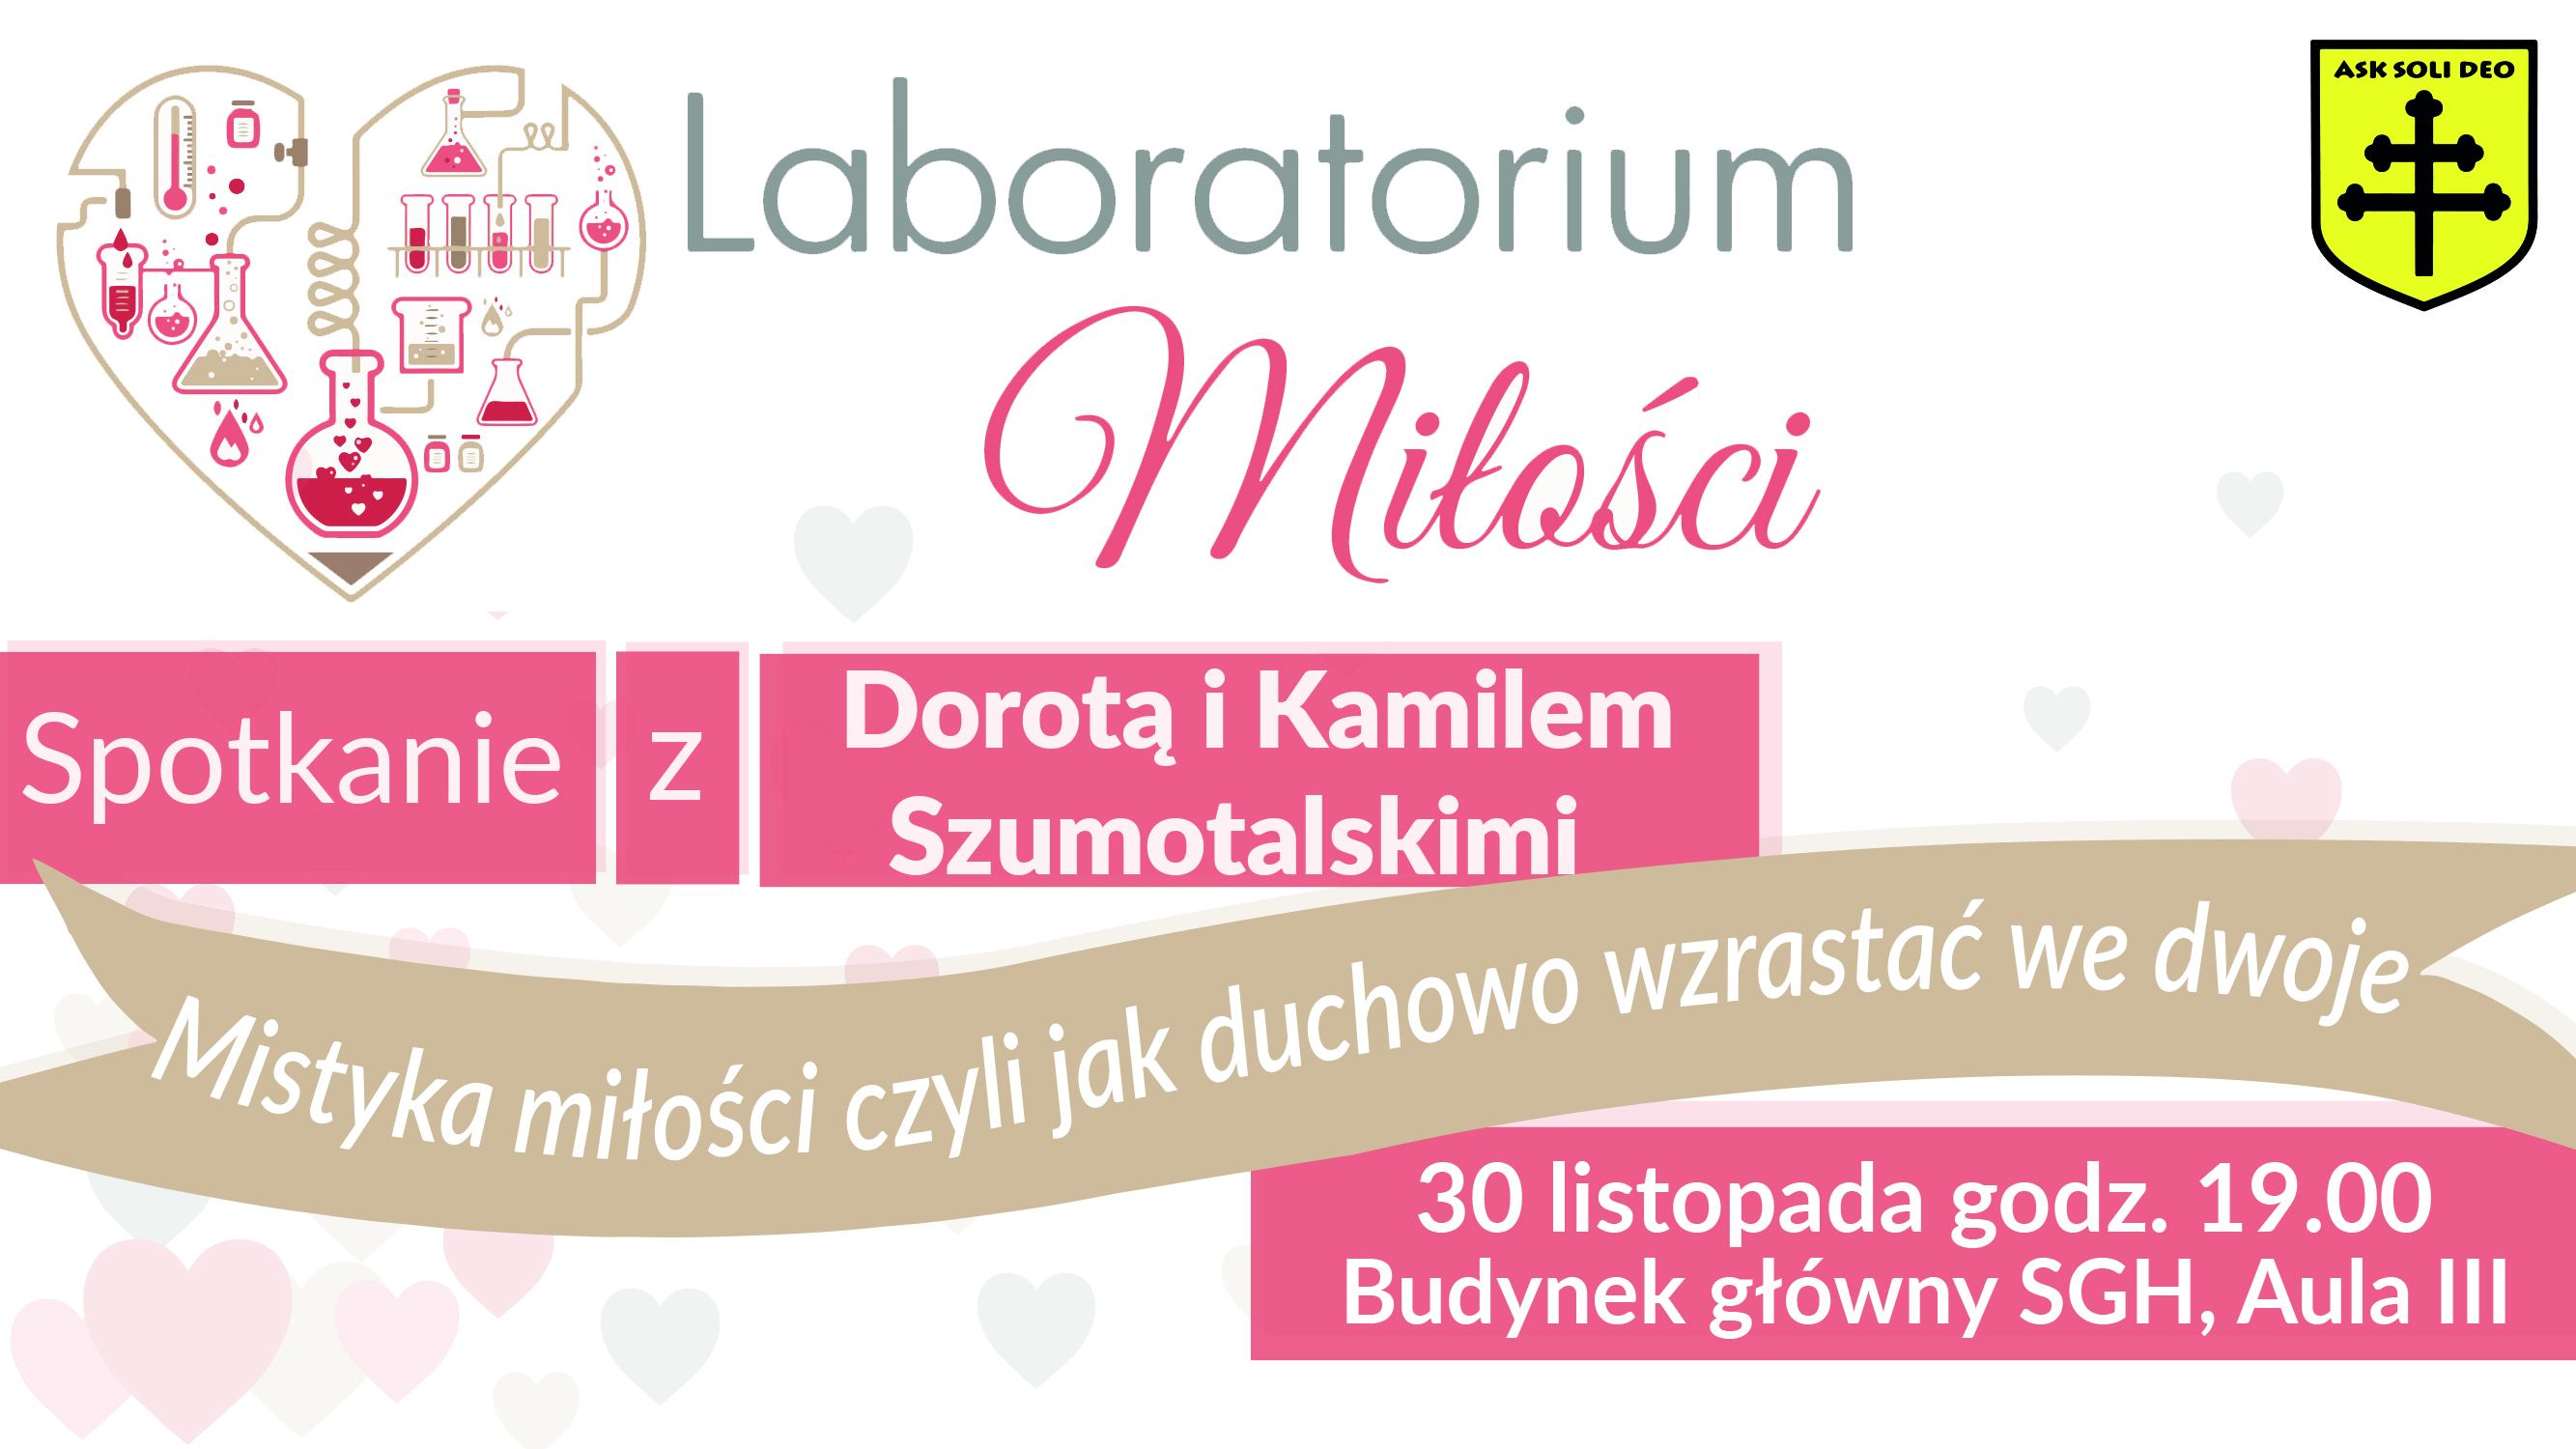 Laboratorium
Miłości
ASK SOLI DEO
Spotkanie z Dorotą i Kamilem
Szumotalskimi
Mistyka miłości czyli jak duchowo wzrastać we dwoje
30 listopada godz. 19.00
Budynek główny SGH, Aula III